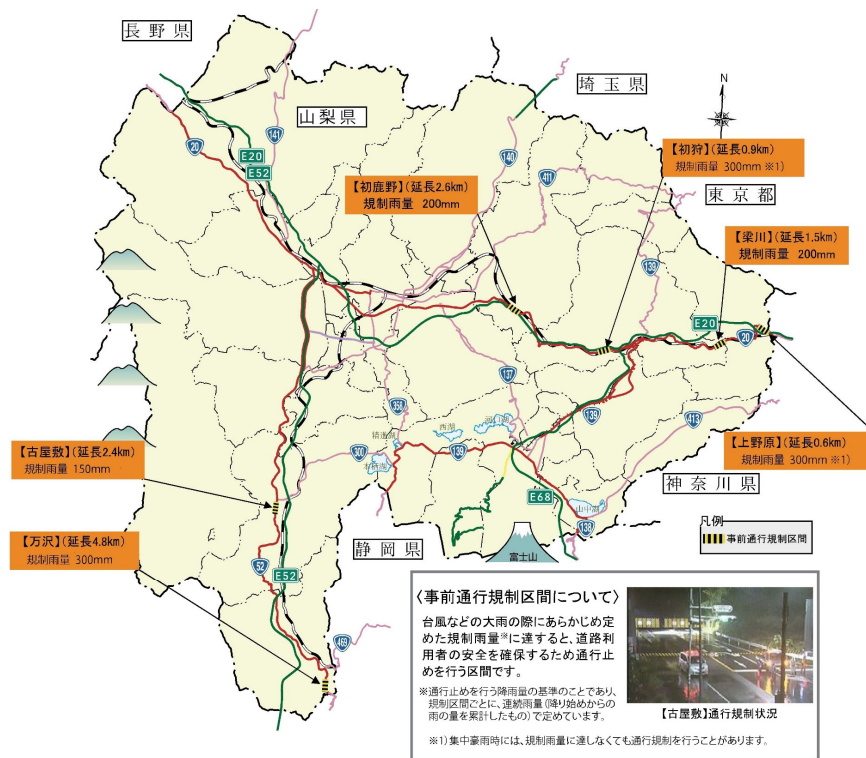 長野県
埼玉県
N
山梨県
141
20
E20
E52
140
411
【初狩】(延長0.9km)
規制雨量 300mm ※1)
【初鹿野】(延長2.6km)
規制雨量 200mm
東京都
【梁川】(延長1.5km)
規制雨量 200mm
139
E20
20
137
358
139
413
西湖
河口湖
精進湖
139
300
本栖湖
【古屋敷】(延長2.4km)
規制雨量 150mm
【上野原】(延長0.6km)
規制雨量 300mm ※1)
神奈川県
E68
山中湖
138
【万沢】(延長4.8km)
規制雨量 300mm
静岡県
富士山
凡例
事前通行規制区間
52
E52
469
〈事前通行規制区間について〉
台風などの大雨の際にあらかじめ定
めた規制雨量※に達すると、道路利
用者の安全を確保するため通行止
めを行う区間です。
※通行止めを行う降雨量の基準のことであり、
規制区間ごとに、連続雨量(降り始めからの
雨の量を累計したもの)で定めています。
【古屋敷】通行規制状況
※1)集中豪雨時には、規制雨量に達しなくても通行規制を行うことがあります。